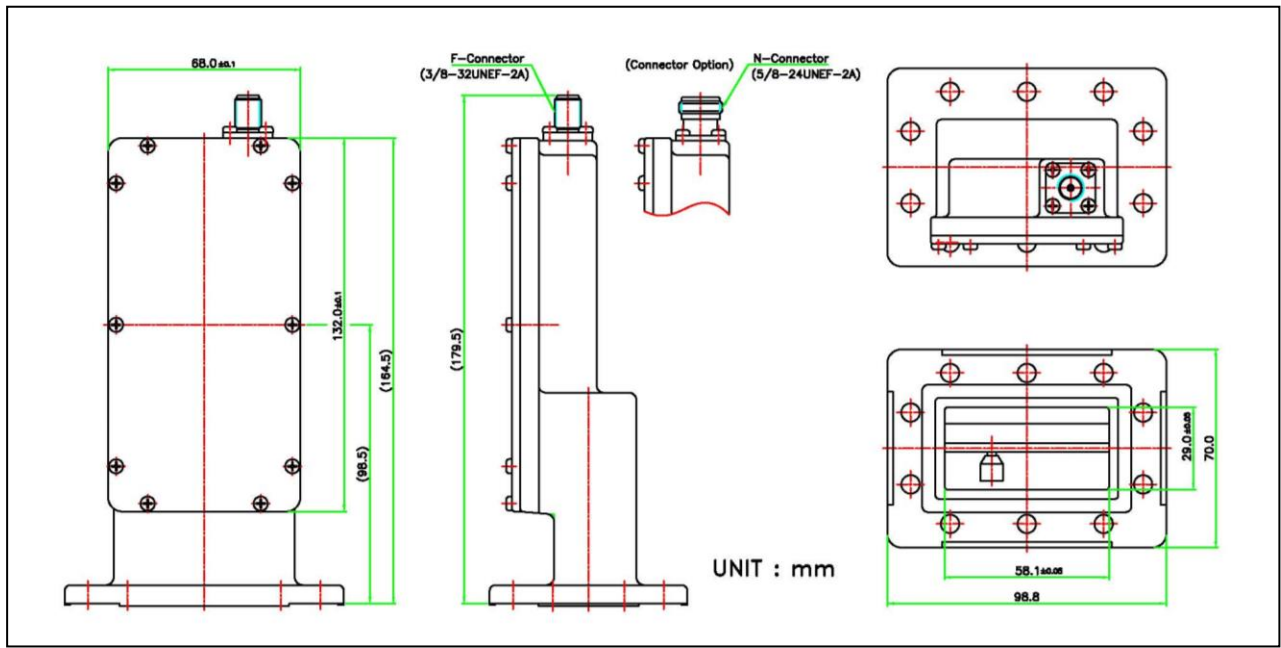 68.0±0.1
F-Connector
(3/8-32UNEF-2A)
(Connector Option)
N-Connector
(5/8-24UNEF-2A)
132.0±0.1
(164.5)
(98.5)
(179.5)
29.0±0.05
70.0
58.1±0.05
98.8
UNIT : mm